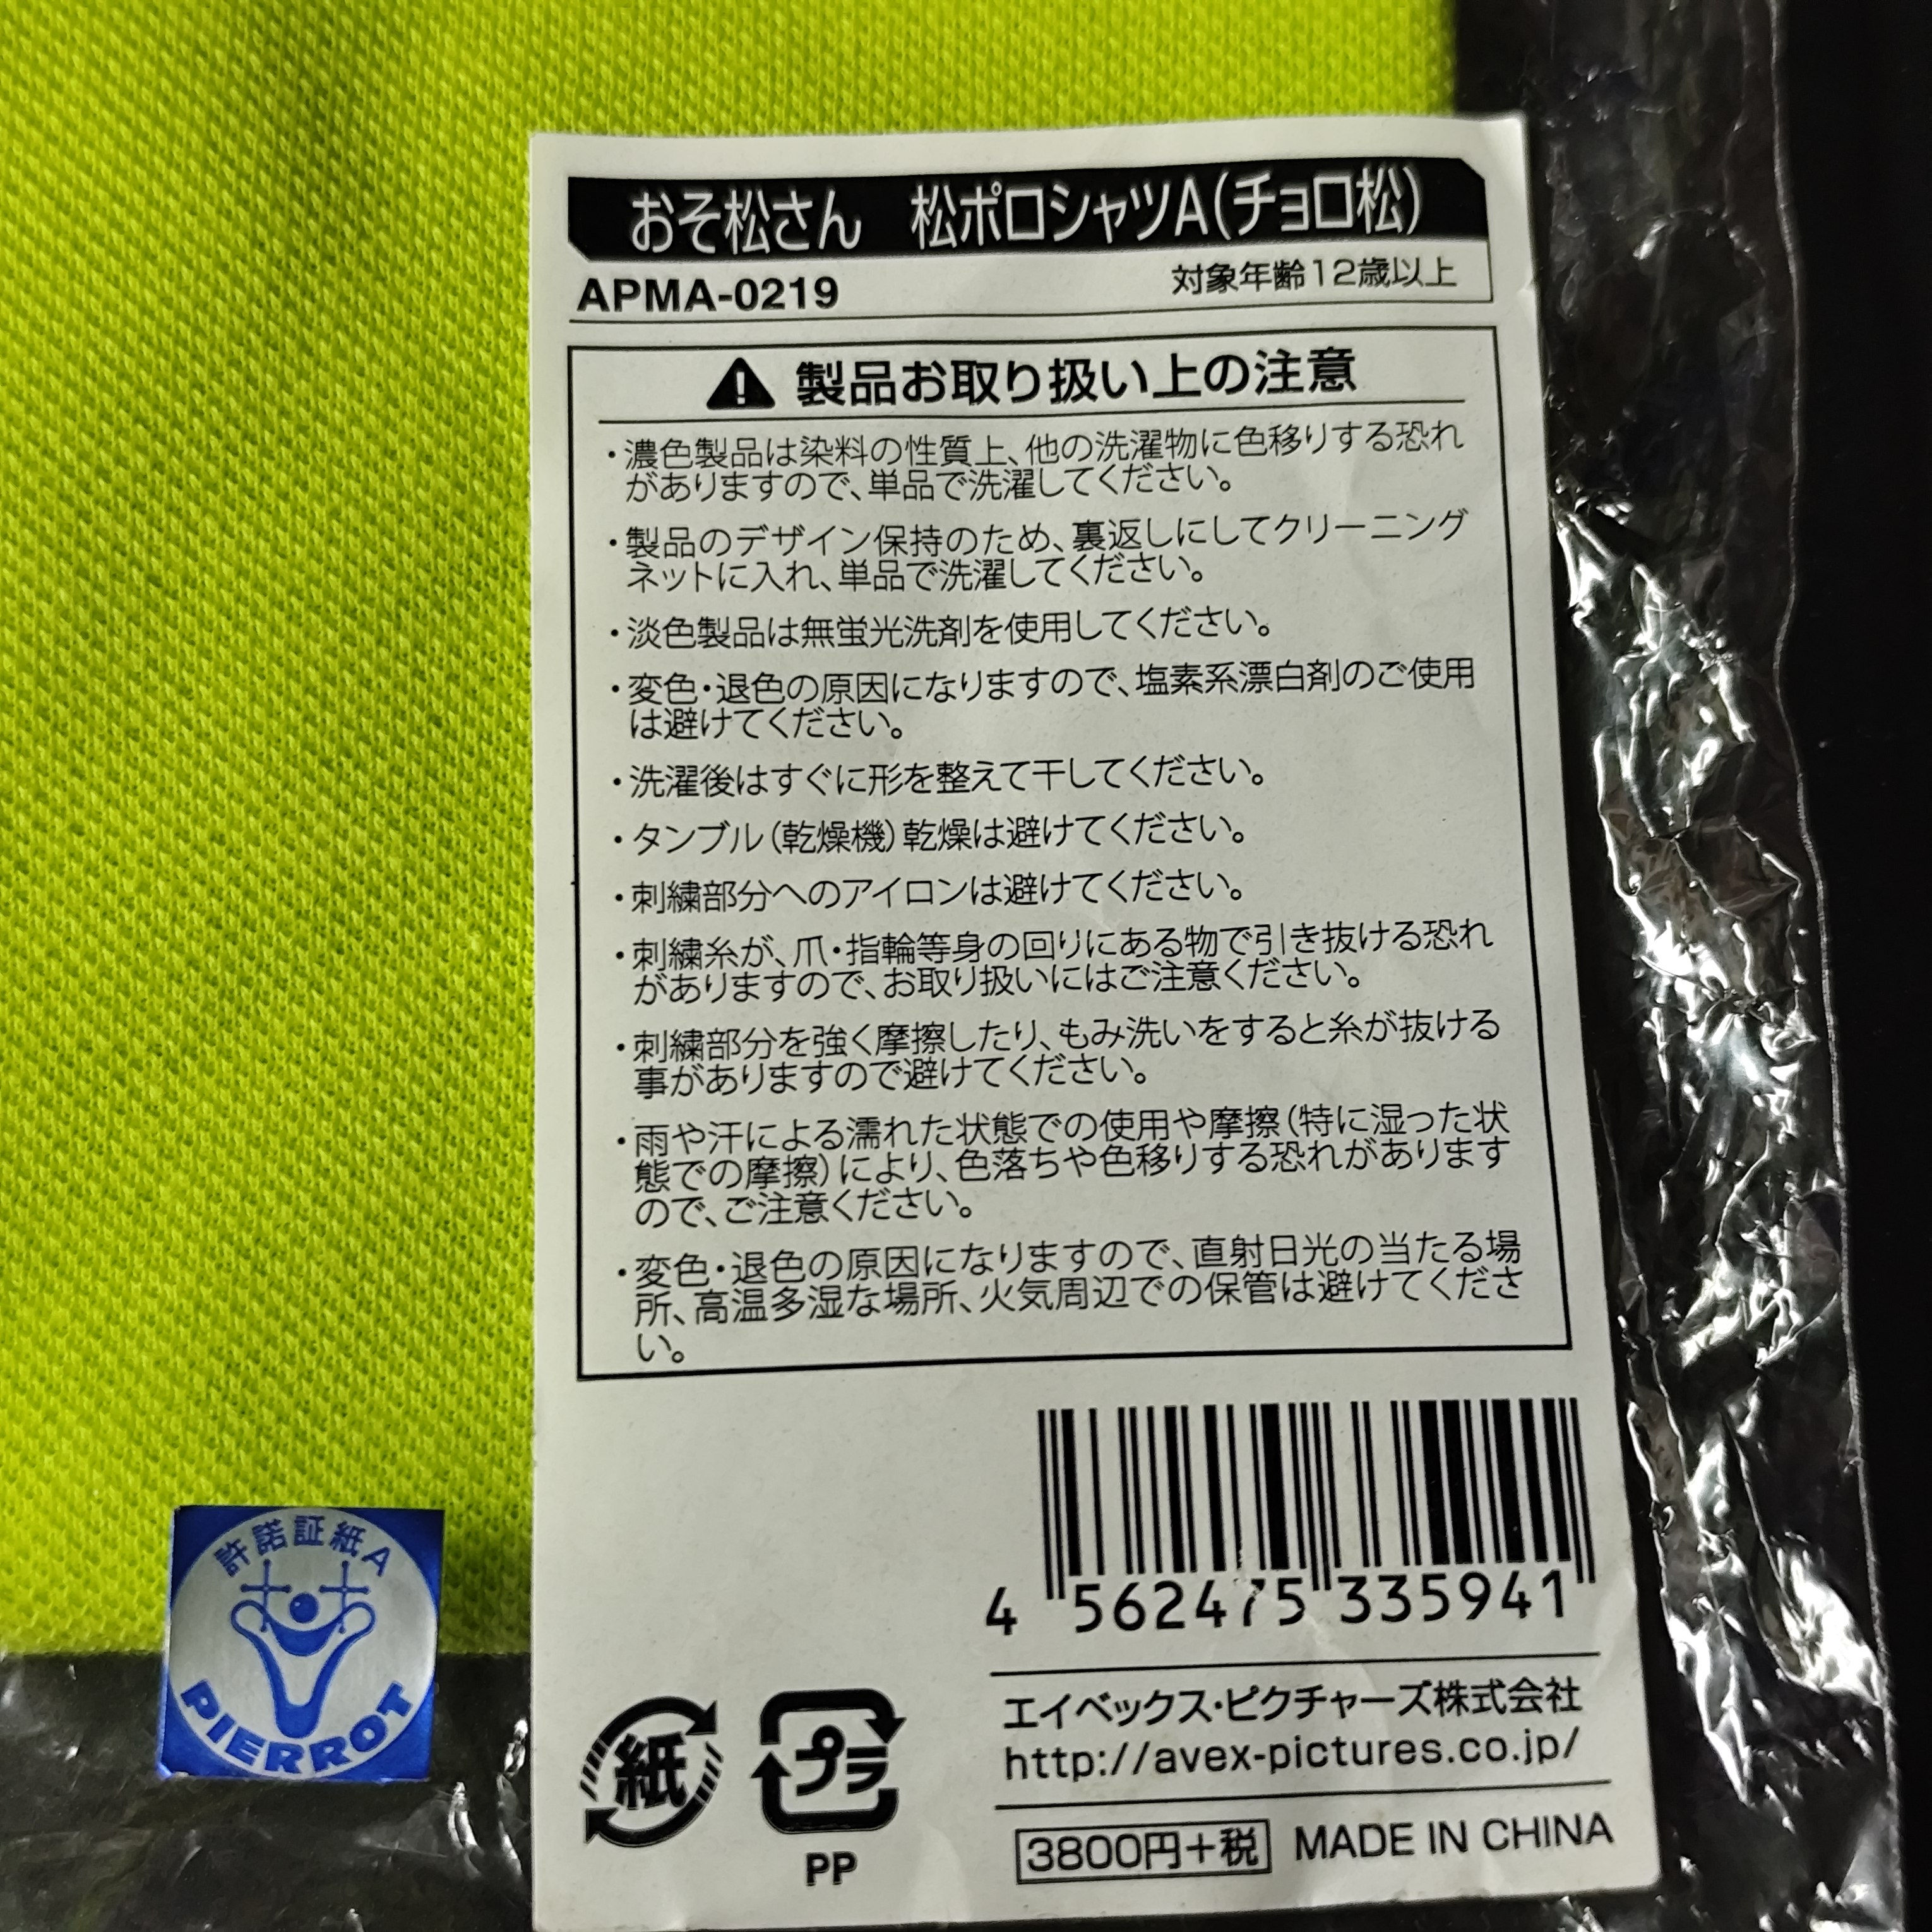 おそ松さん 松ポロシャツA(チョロ松)
APMA-0219
対象年齢12歳以上
製品お取り扱い上の注意
・濃色製品は染料の性質上、他の洗濯物に色移りする恐れ
がありますので、単品で洗濯してください。
・製品のデザイン保持のため、裏返しにしてクリーニング
ネットに入れ、単品で洗濯してください。
・淡色製品は無蛍光洗剤を使用してください。
・変色・退色の原因になりますので、塩素系漂白剤のご使用
は避けてください。
・洗濯後はすぐに形を整えて干してください。
・タンブル(乾燥機)乾燥は避けてください。
・刺繍部分へのアイロンは避けてください。
・刺繍糸が、爪・指輪等身の回りにある物で引き抜ける恐れ
がありますので、お取り扱いにはご注意ください。
・刺繍部分を強く摩擦したり、もみ洗いをすると糸が抜ける
事がありますので避けてください。
・雨や汗による濡れた状態での使用や摩擦(特に湿った状
態での摩擦)により、色落ちや色移りする恐れがあります
ので、ご注意ください。
・変色・退色の原因になりますので、直射日光の当たる場
所、高温多湿な場所、火気周辺での保管は避けてくださ
い。
4 562475 335941
エイベックス・ピクチャーズ株式会社
http://avex-pictures.co.jp/
3800円+税 MADE IN CHINA
紙
プラ
PP
許諾証紙A
PIERROT